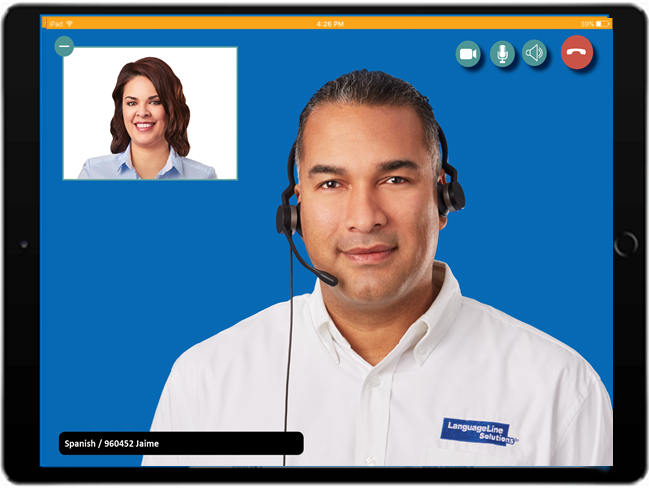 iPad 4:26 PM 39%
LanguageLine
Solutions
Spanish / 960452 Jaime